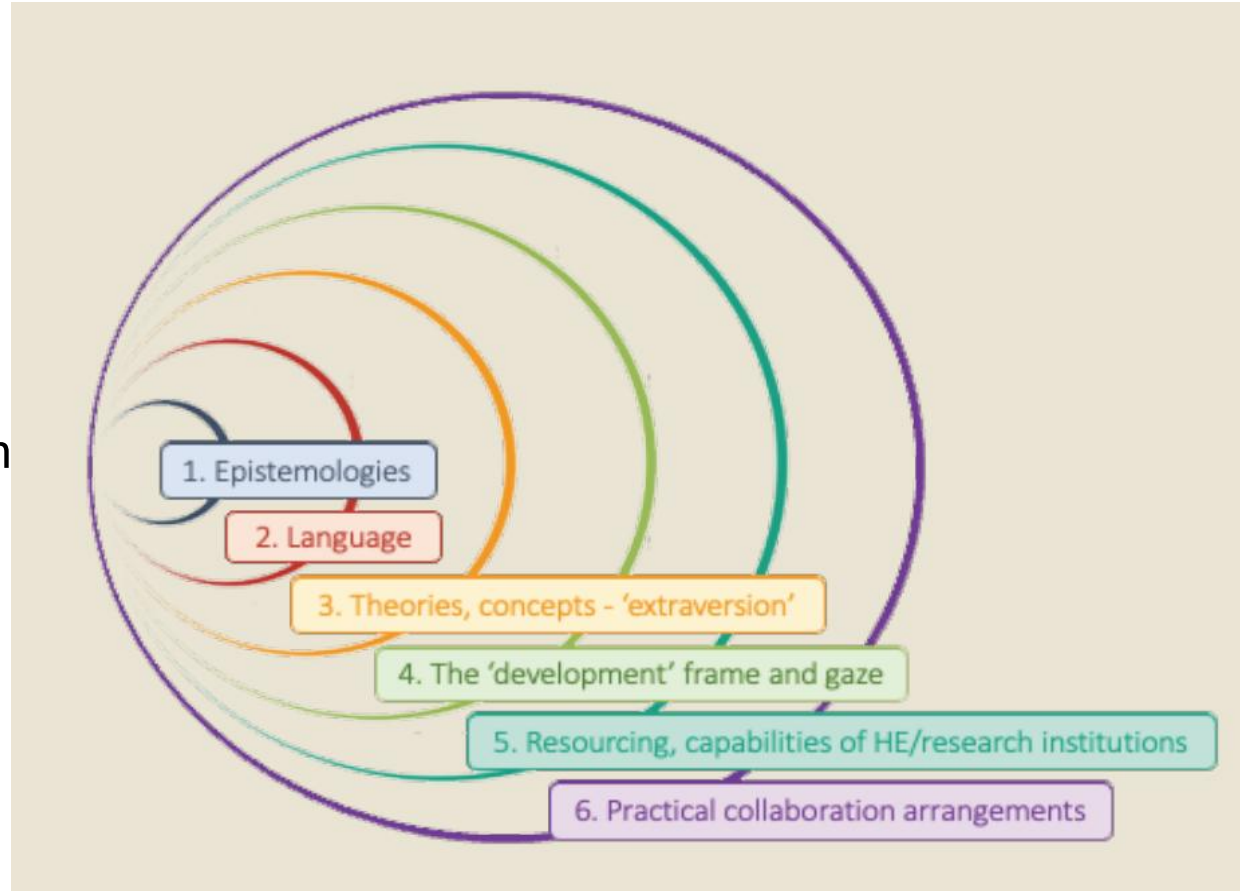 n
1. Epistemologies
2. Language
3. Theories, concepts - ‘extraversion’
4. The ‘development’ frame and gaze
5. Resourcing, capabilities of HE/research institutions
6. Practical collaboration arrangements